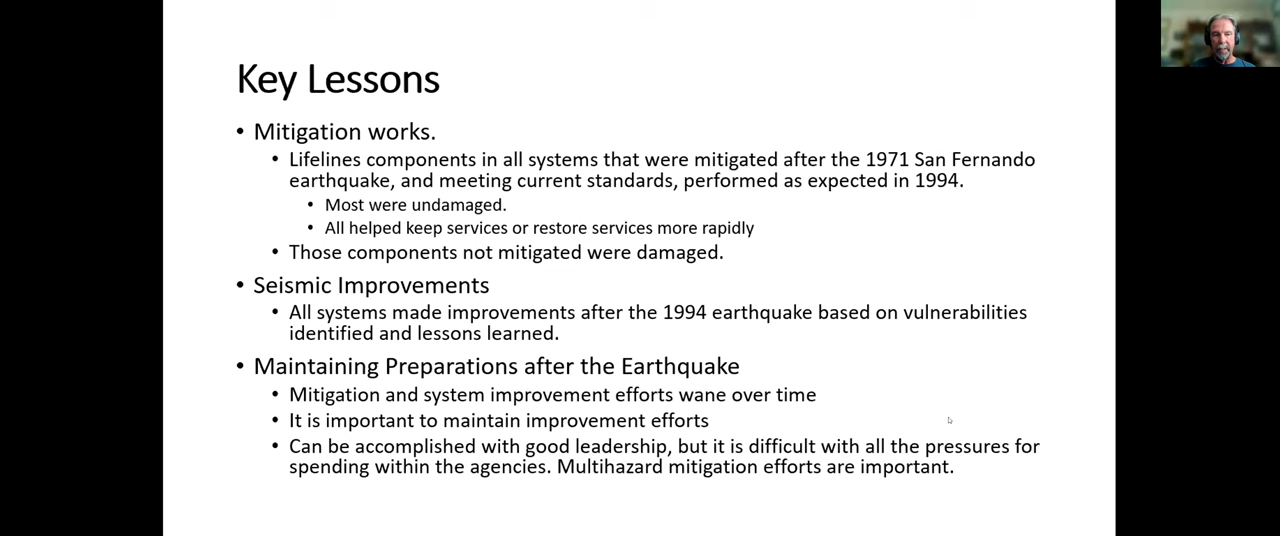 Key Lessons
• Mitigation works.
• Lifelines components in all systems that were mitigated after the 1971 San Fernando
earthquake, and meeting current standards, performed as expected in 1994.
• Most were undamaged.
• All helped keep services or restore services more rapidly
• Those components not mitigated were damaged.
• Seismic Improvements
• All systems made improvements after the 1994 earthquake based on vulnerabilities
identified and lessons learned.
• Maintaining Preparations after the Earthquake
• Mitigation and system improvement efforts wane over time
• It is important to maintain improvement efforts
• Can be accomplished with good leadership, but it is difficult with all the pressures for
spending within the agencies. Multihazard mitigation efforts are important.